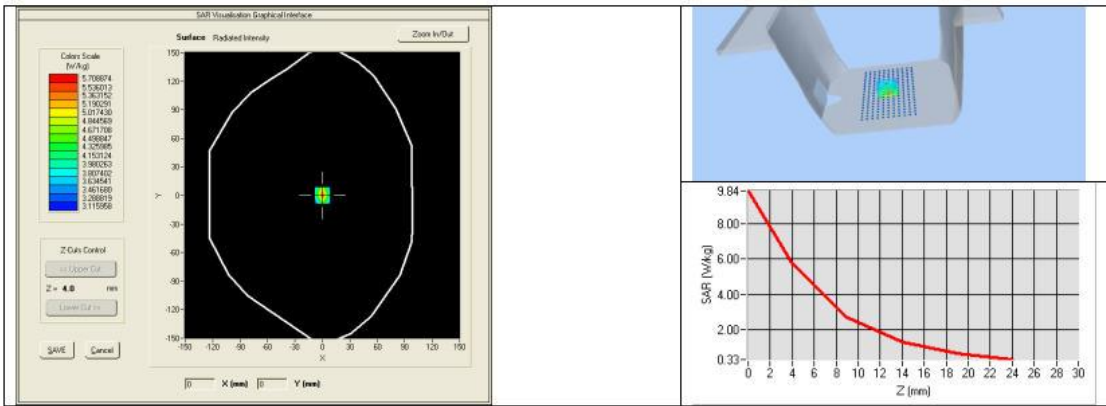 SAR Visualisation Graphical Interface
Surface Radiated Intensity
Zoom In/Out
Colors Scale
(W/kg)
5.708874
5.536013
5.363152
5.190291
5.017430
4.844569
4.671708
4.498847
4.325985
4.153124
3.980263
3.807402
3.634541
3.461680
3.288819
3.115958
Z-Cuts Control
<< Upper Cut
Z = 4.0 mm
Lower Cut >>
SAVE Cancel
150
120
90
60
30
0
-30
-60
-90
-120
-150
Y
-150 -120 -90 -60 -30 0 30 60 90 120 150
X
0 X (mm) 0 Y (mm)
9.84
8.00
6.00
4.00
2.00
0.33
SAR (W/kg)
0 2 4 6 8 10 12 14 16 18 20 22 24 26 28 30
Z (mm)